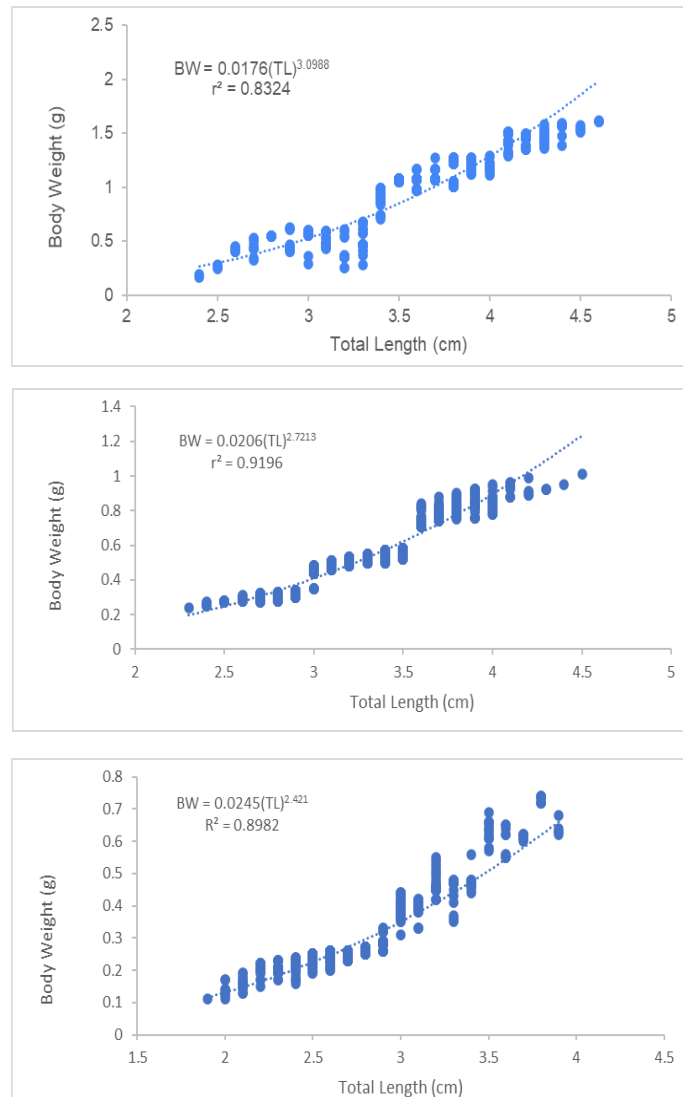 2.5
BW = 0.0176(TL)^3.0988
r² = 0.8324
2
1.5
1
0.5
0
Body Weight (g)
2 2.5 3 3.5 4 4.5 5
Total Length (cm)
1.4
BW = 0.0206(TL)^2.7213
r² = 0.9196
1.2
1
0.8
0.6
0.4
0.2
0
Body Weight (g)
2 2.5 3 3.5 4 4.5 5
Total Length (cm)
0.8
BW = 0.0245(TL)^2.421
R² = 0.8982
0.7
0.6
0.5
0.4
0.3
0.2
0.1
0
Body Weight (g)
1.5 2 2.5 3 3.5 4 4.5
Total Length (cm)